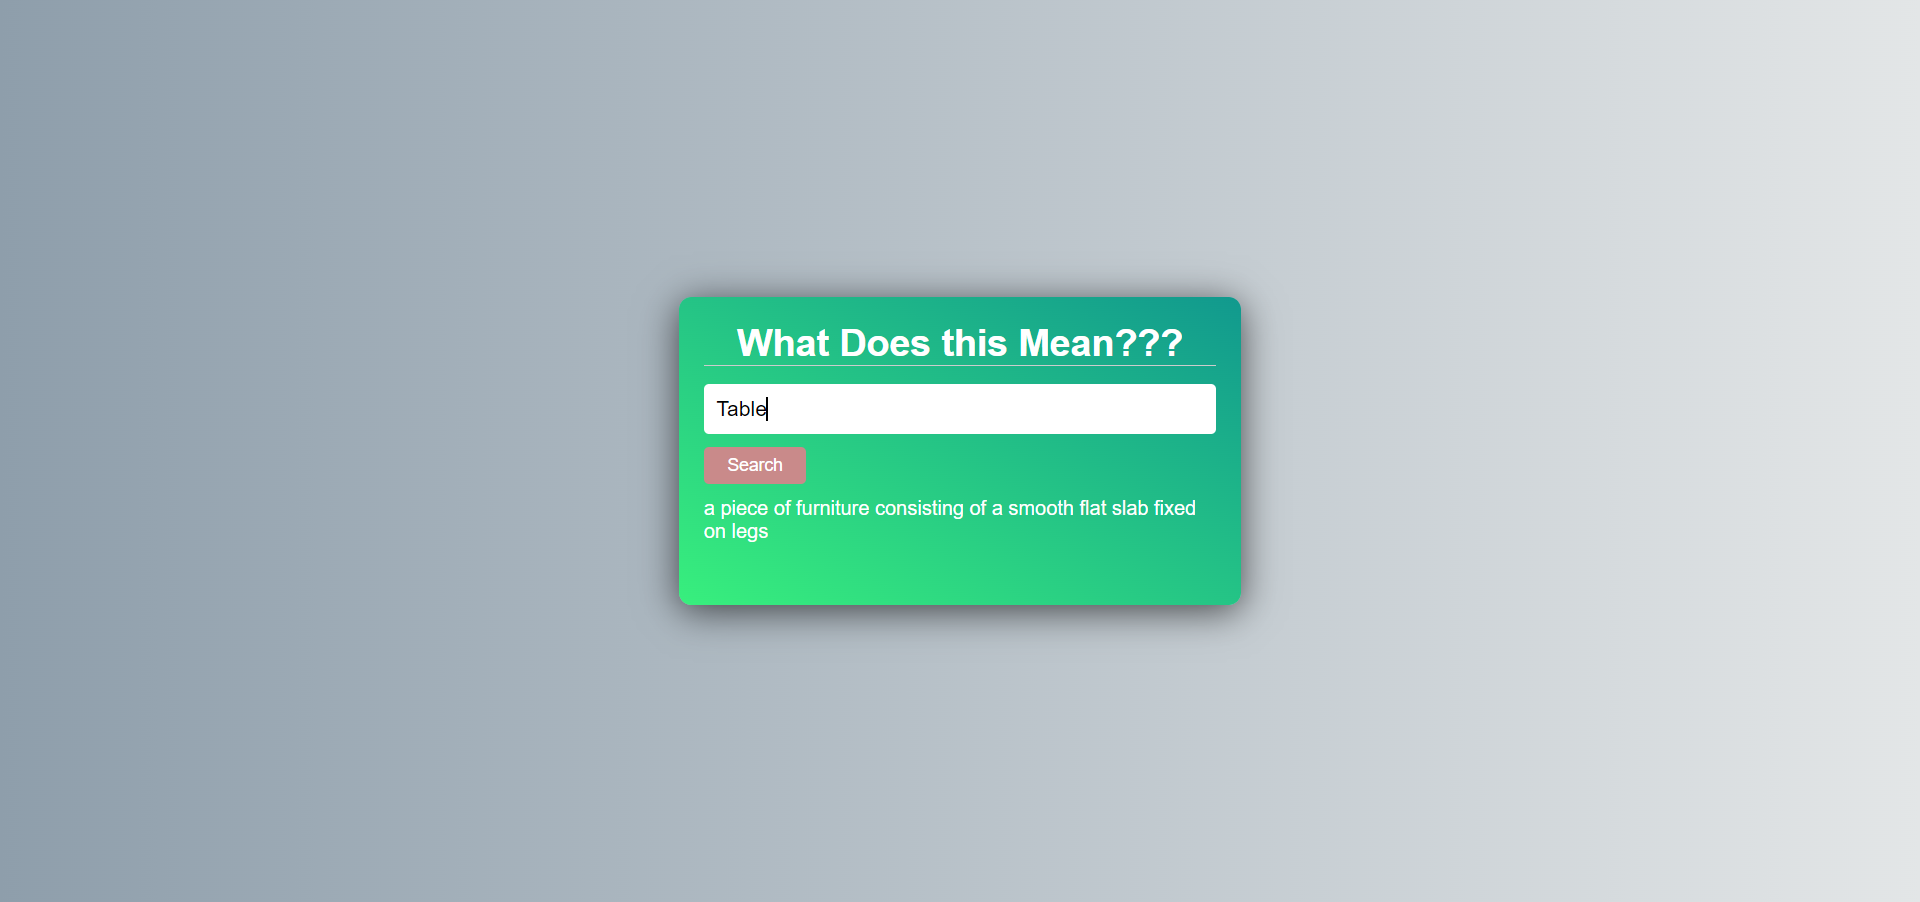 What Does this Mean???
Table
Search
a piece of furniture consisting of a smooth flat slab fixed
on legs